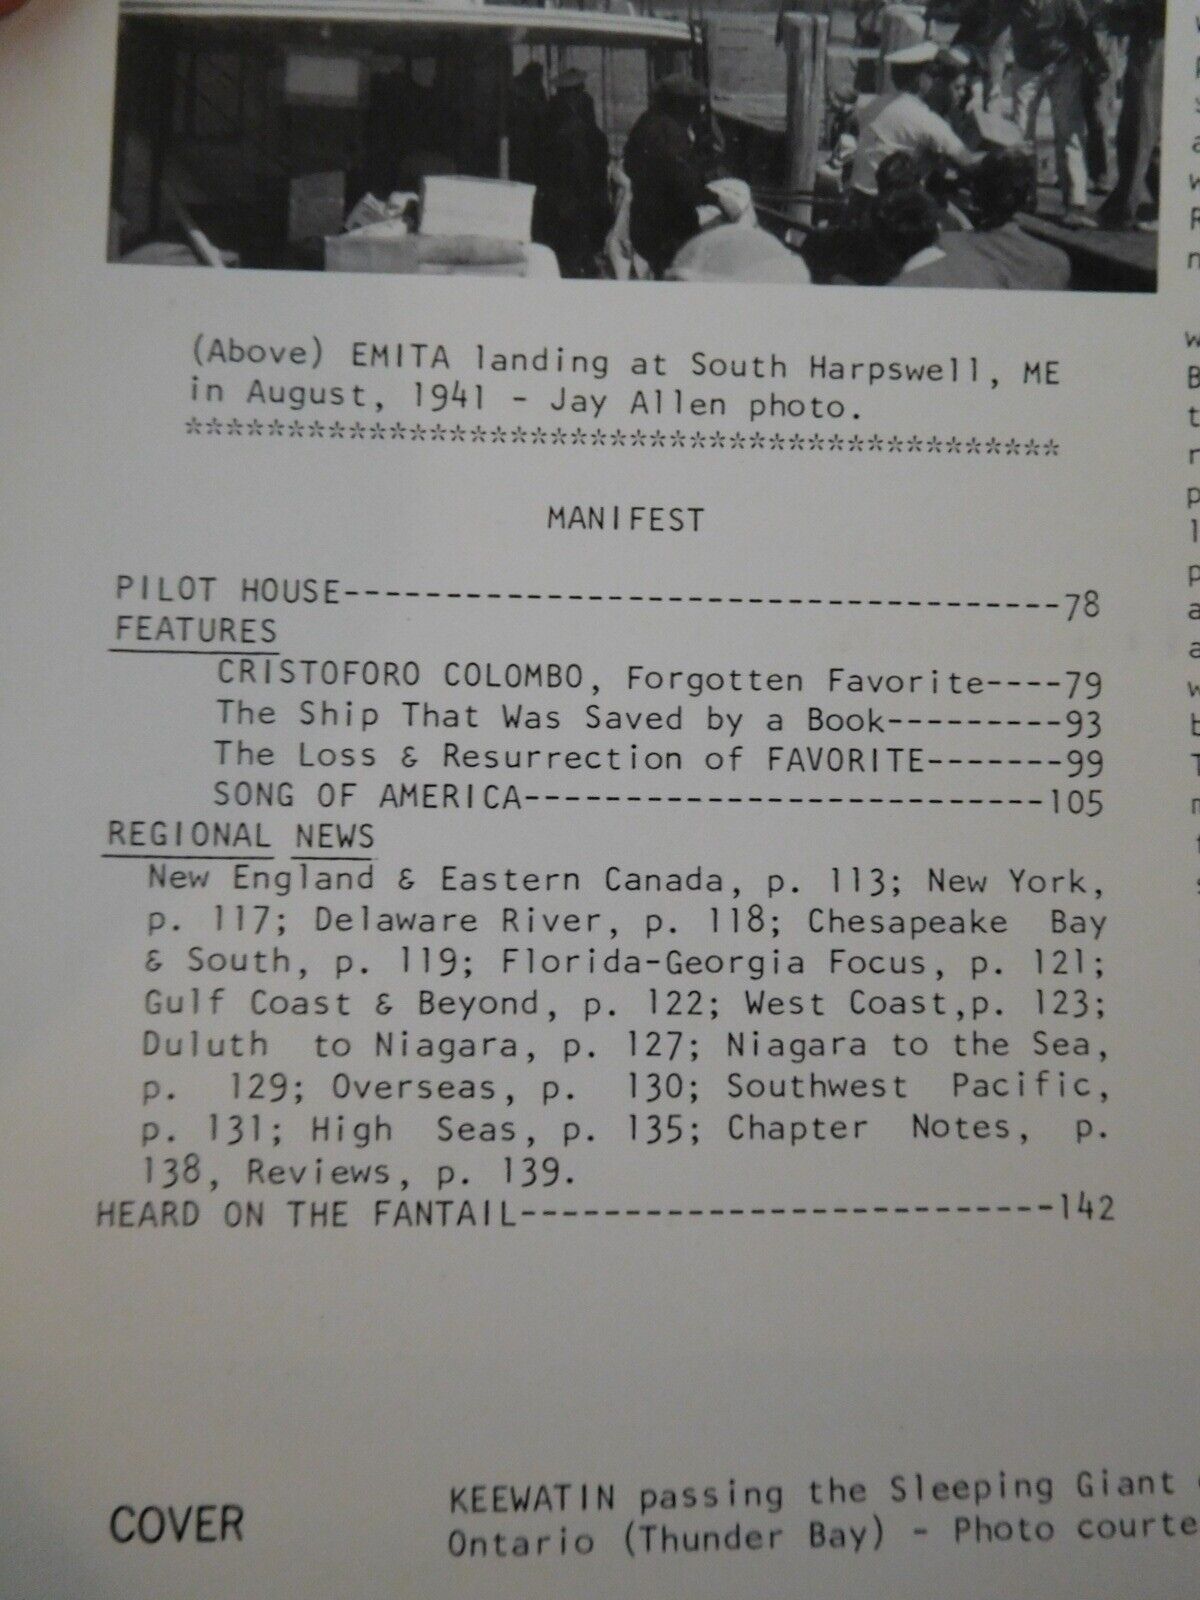 (Above) EMITA landing at South Harpswell, ME
in August, 1941 - Jay Allen photo.
*******************************************
MANIFEST
PILOT HOUSE-----------------------------------78
FEATURES
CRISTOFORO COLOMBO, Forgotten Favorite----79
The Ship That Was Saved by a Book---------93
The Loss & Resurrection of FAVORITE-------99
SONG OF AMERICA-------------------------105
REGIONAL NEWS
New England & Eastern Canada, p. 113; New York,
p. 117; Delaware River, p. 118; Chesapeake Bay
& South, p. 119; Florida-Georgia Focus, p. 121;
Gulf Coast & Beyond, p. 122; West Coast,p. 123;
Duluth to Niagara, p. 127; Niagara to the Sea,
p. 129; Overseas, p. 130; Southwest Pacific,
p. 131; High Seas, p. 135; Chapter Notes, p.
138, Reviews, p. 139.
HEARD ON THE FANTAIL--------------------------142
COVER
KEEWATIN passing the Sleeping Giant
Ontario (Thunder Bay) - Photo courte